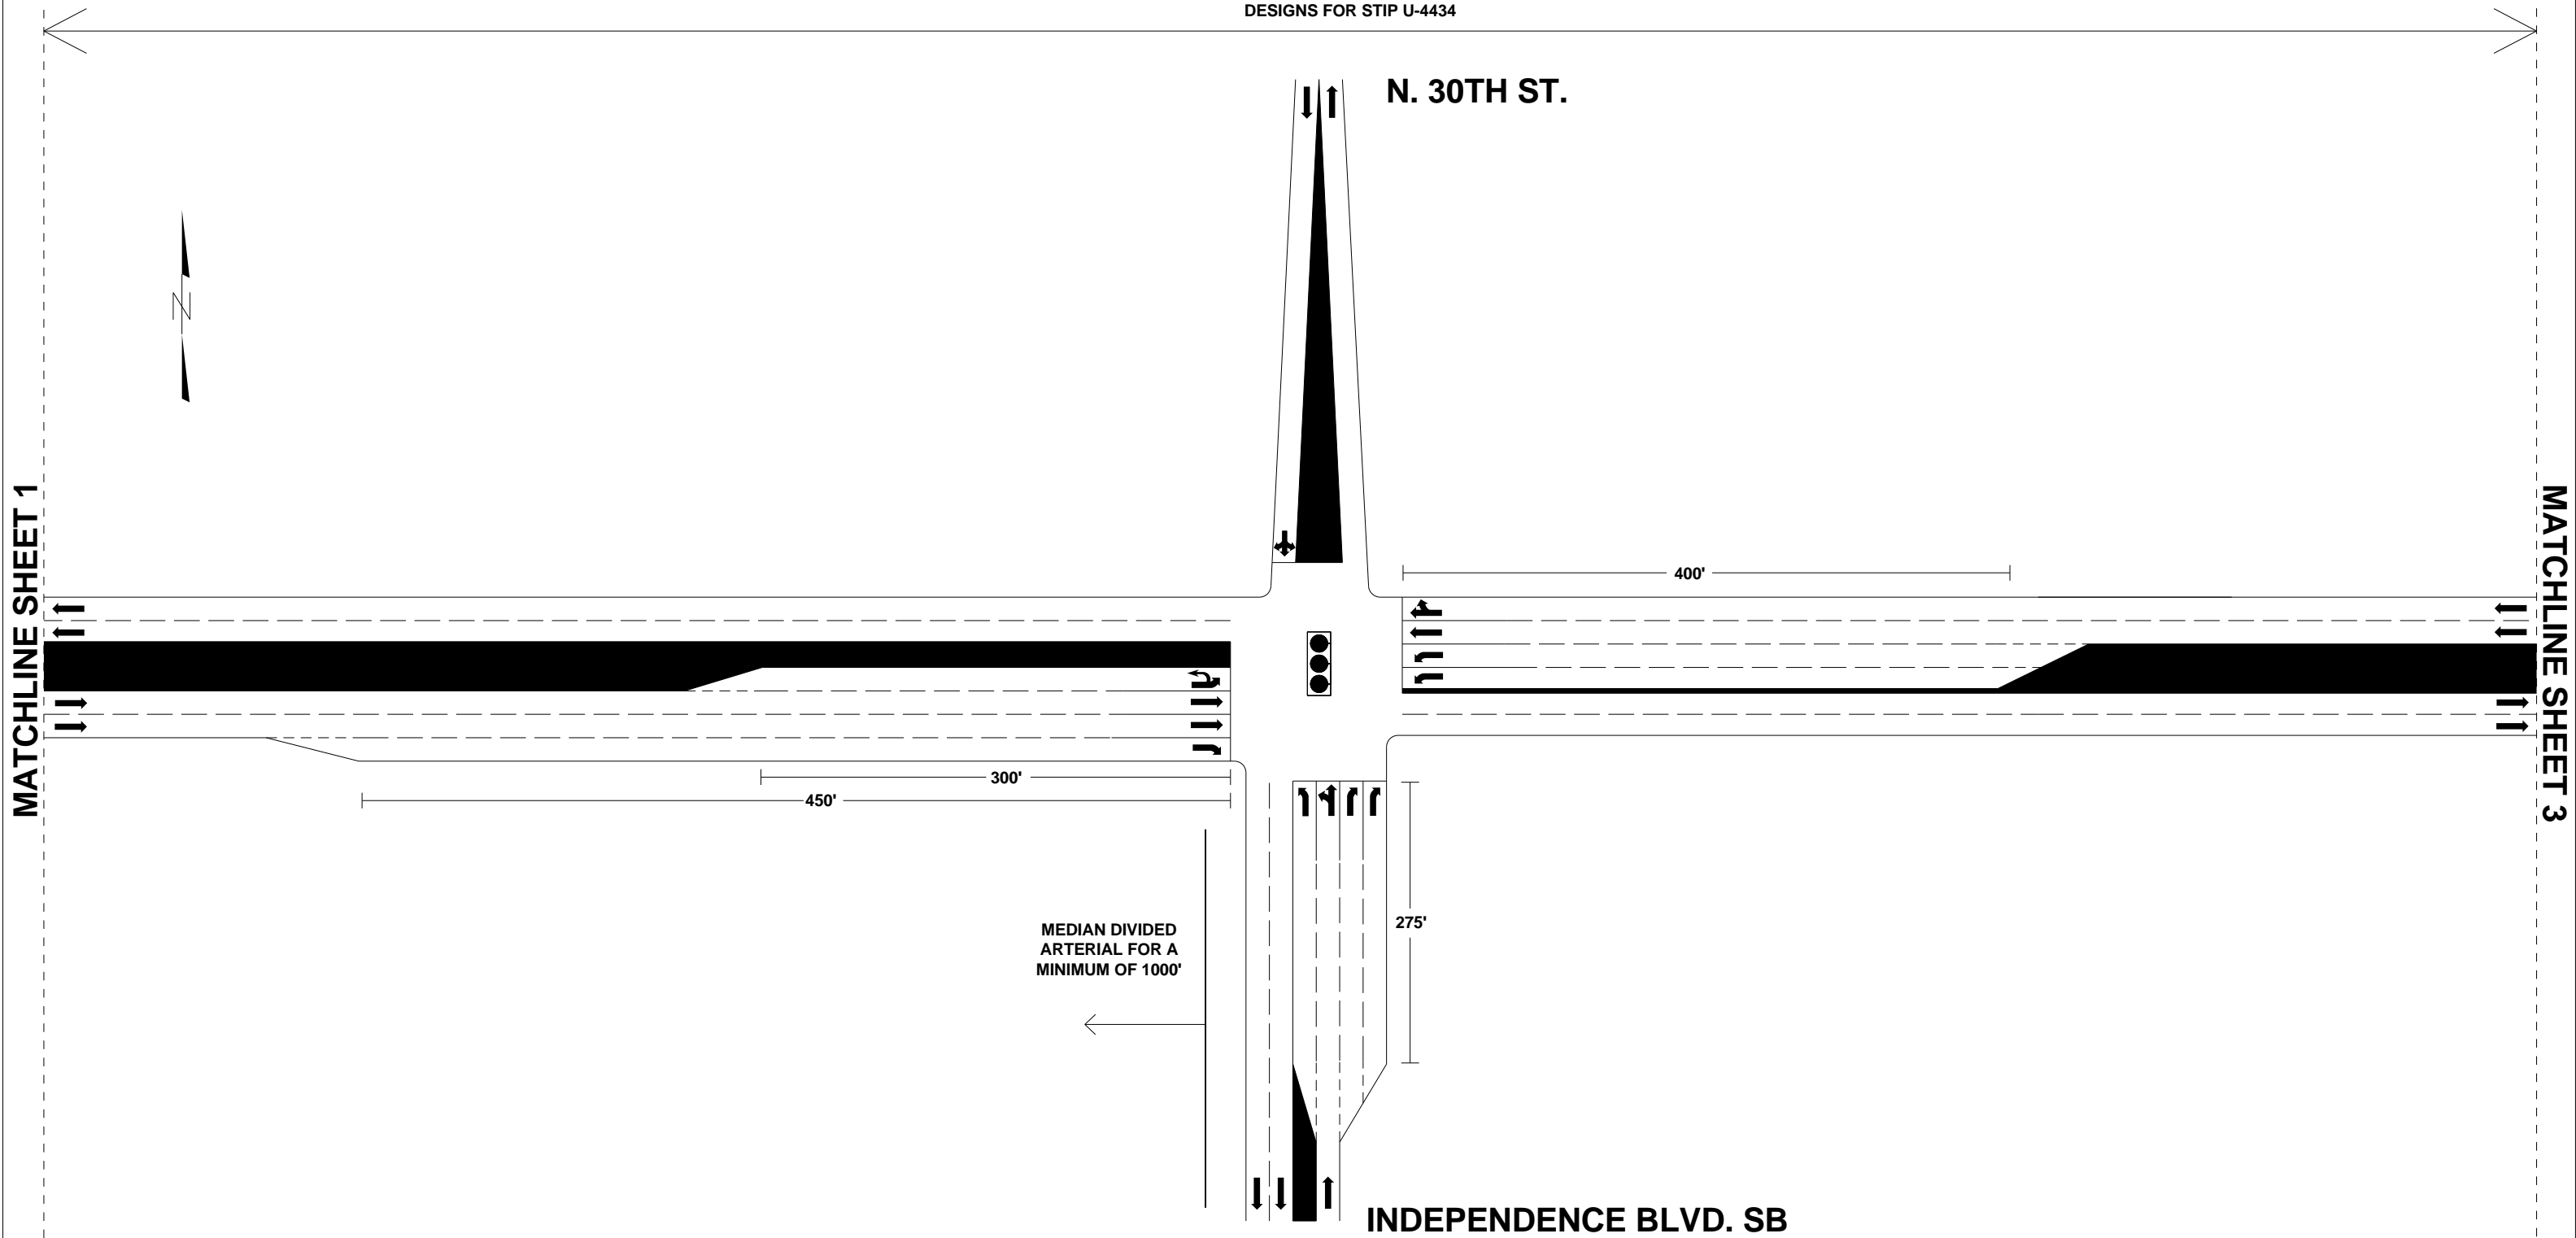 DESIGNS FOR STIP U-4434
N. 30TH ST.
N
MATCHLINE SHEET 1
MATCHLINE SHEET 3
400'
300'
450'
275'
MEDIAN DIVIDED
ARTERIAL FOR A
MINIMUM OF 1000'
INDEPENDENCE BLVD. SB